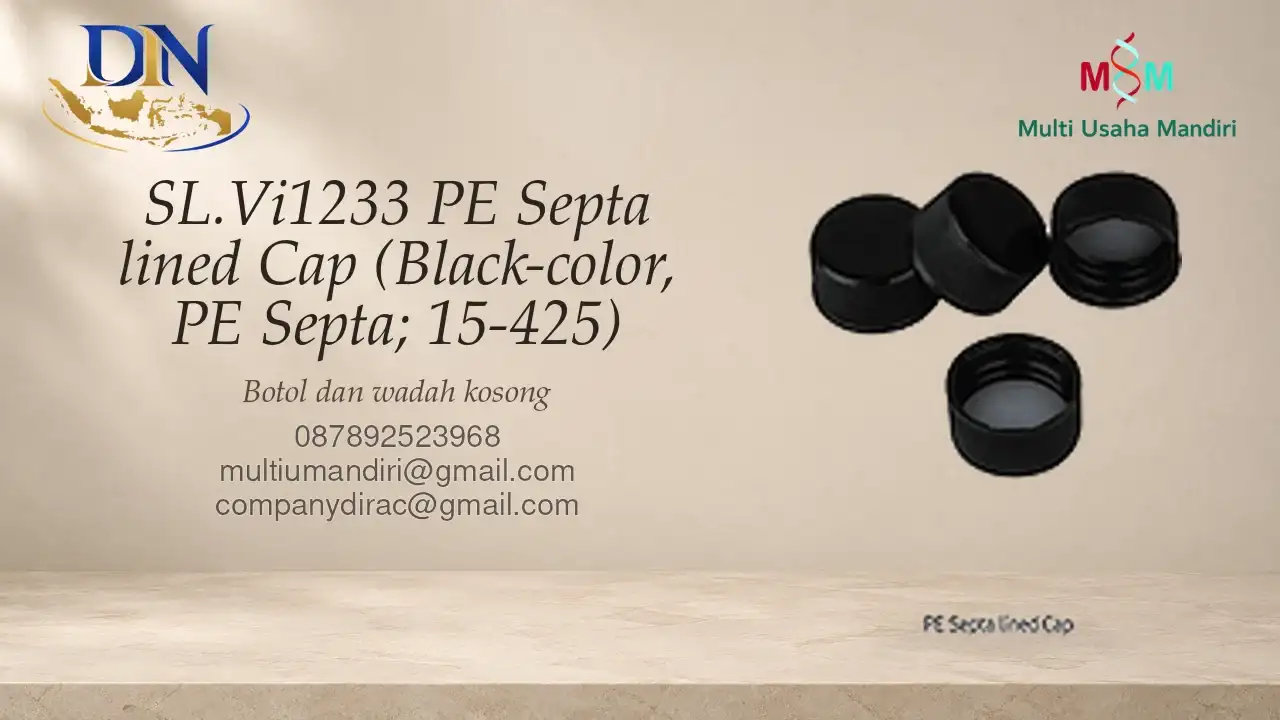 DN
MSM
Multi Usaha Mandiri
SL.Vi1233 PE Septa
lined Cap (Black-color,
PE Septa; 15-425)
Botol dan wadah kosong
087892523968
multiumandiri@gmail.com
companydirac@gmail.com
PE Septa lined Cap